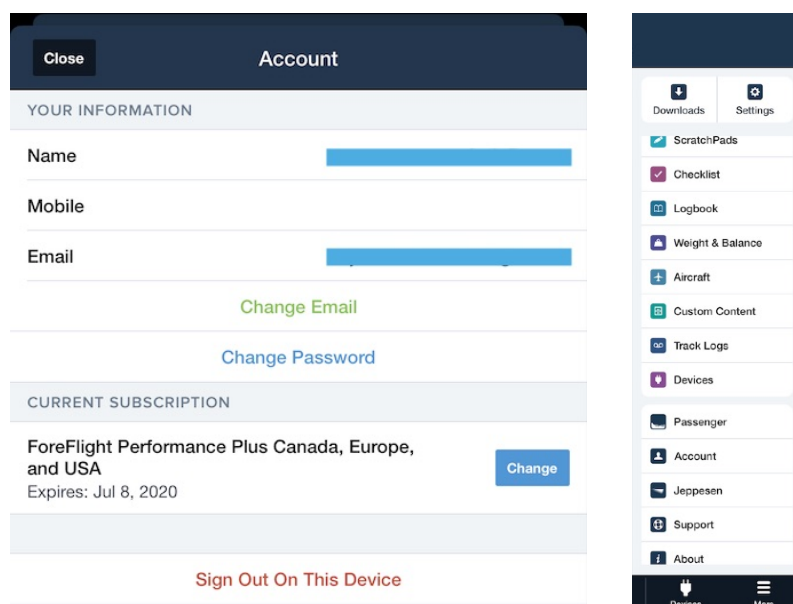 Close
Account
YOUR INFORMATION
Name
Mobile
Email
Change Email
Change Password
CURRENT SUBSCRIPTION
ForeFlight Performance Plus Canada, Europe,
and USA
Change
Expires: Jul 8, 2020
Sign Out On This Device
Downloads
Settings
ScratchPads
Checklist
Logbook
Weight & Balance
Aircraft
Custom Content
Track Logs
Devices
Passenger
Account
Jeppesen
Support
About
Devices
More